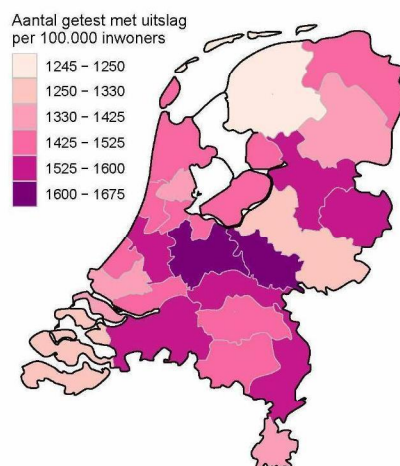 Aantal getest met uitslag
per 100.000 inwoners
1245 – 1250
1250 – 1330
1330 – 1425
1425 – 1525
1525 – 1600
1600 – 1675